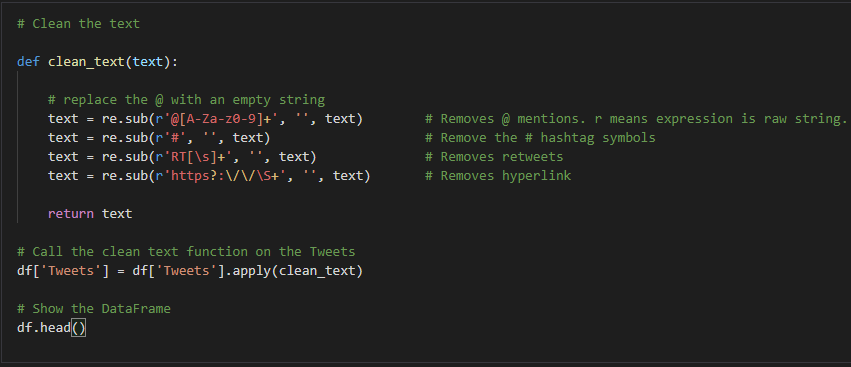 # Clean the text
def clean_text(text):
# replace the @ with an empty string
text = re.sub(r'@[A-Za-z0-9]+', '', text) # Removes @ mentions. r means expression is raw string.
text = re.sub(r'#', '', text) # Remove the # hashtag symbols
text = re.sub(r'RT[\s]+', '', text) # Removes retweets
text = re.sub(r'https?:\/\/\S+', '', text) # Removes hyperlink
return text
# Call the clean text function on the Tweets
df['Tweets'] = df['Tweets'].apply(clean_text)
# Show the DataFrame
df.head()